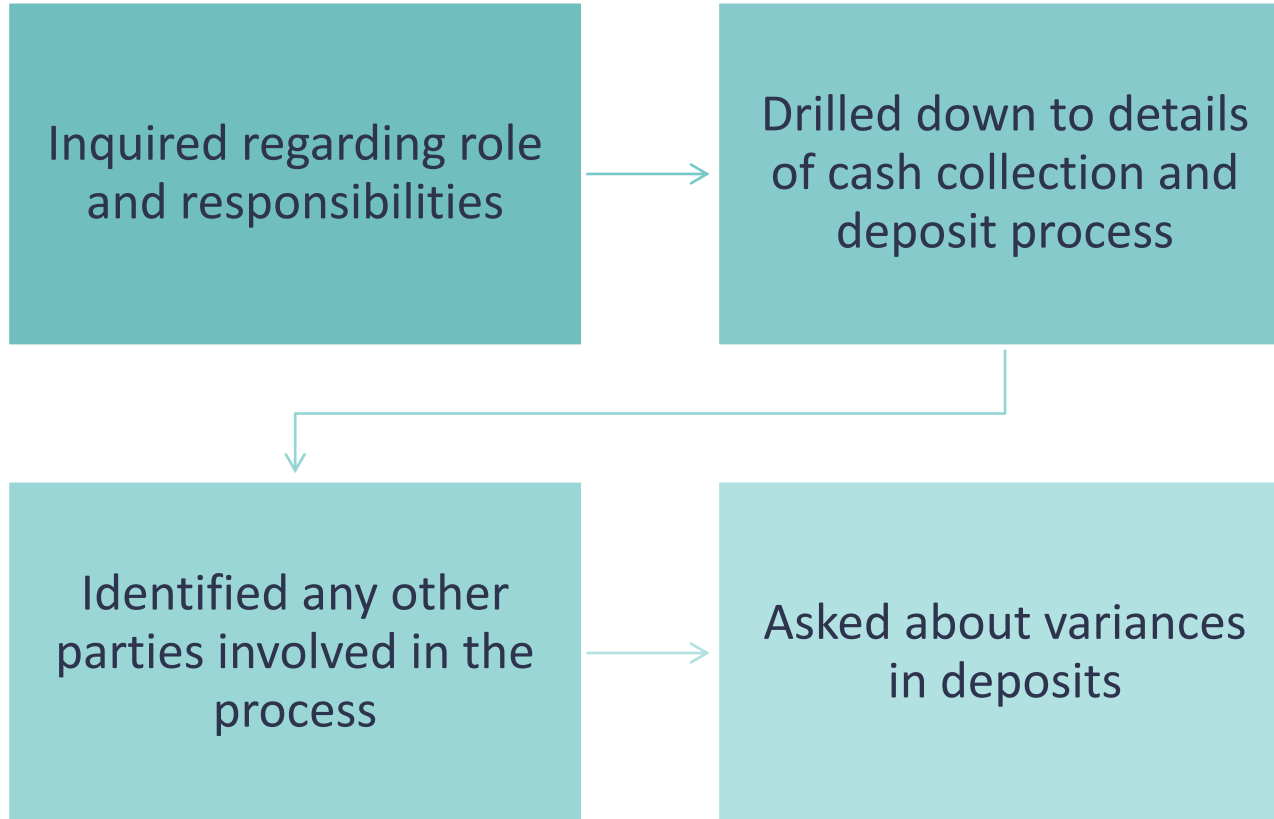 Inquired regarding role
and responsibilities
Drilled down to details
of cash collection and
deposit process
Identified any other
parties involved in the
process
Asked about variances
in deposits